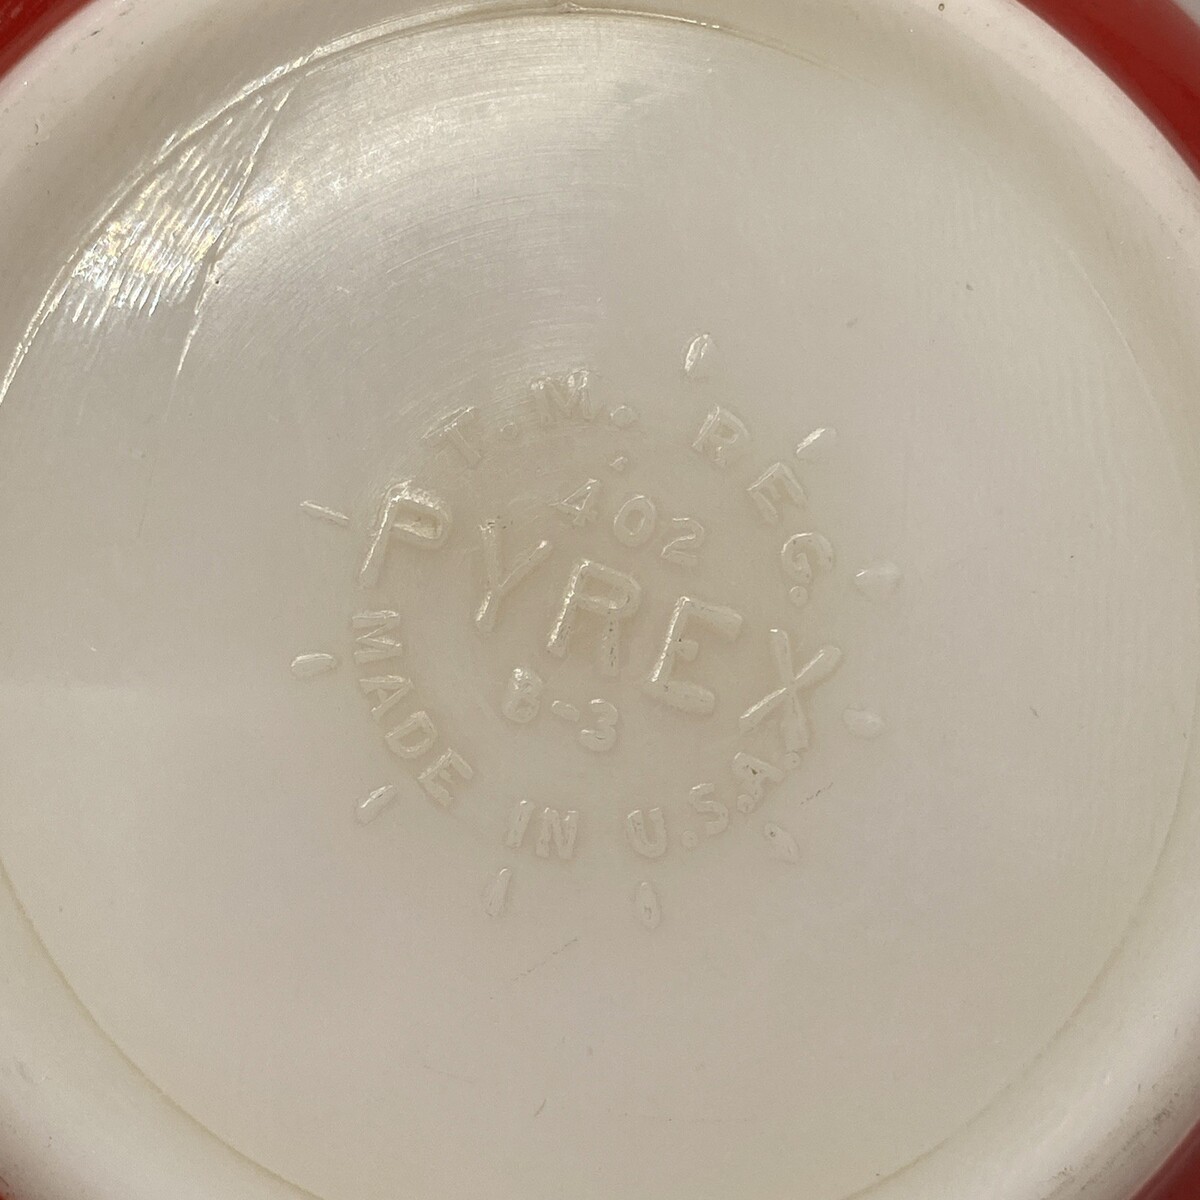 T.M. REG.
402
PYREX
8-3
MADE IN U.S.A.